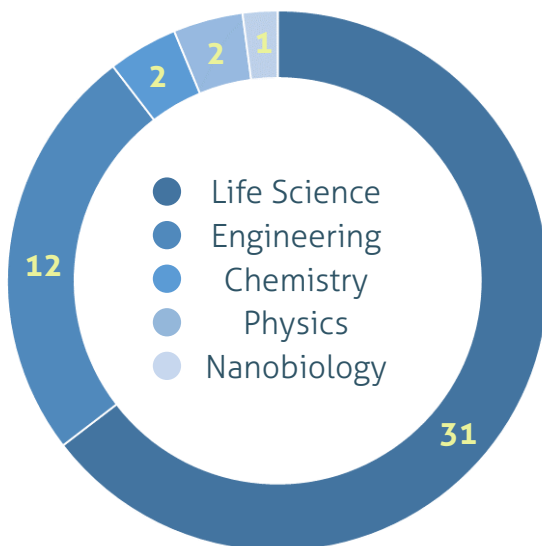 1
2
2
Life Science
Engineering
12
Chemistry
Physics
Nanobiology
31